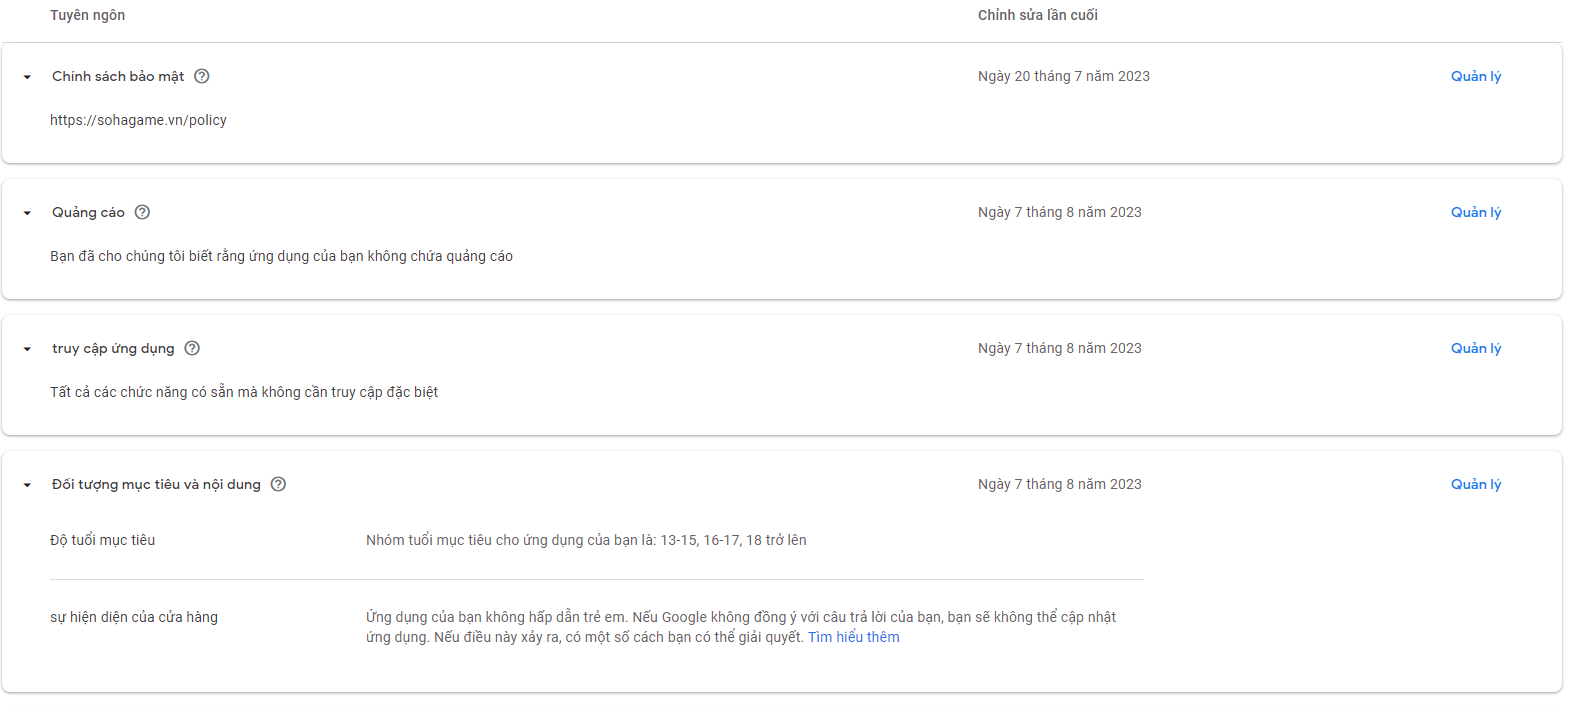 Tuyên ngôn Chỉnh sửa lần cuối
Chính sách bảo mật Ngày 20 tháng 7 năm 2023 Quản lý
https://sohagame.vn/policy
Quảng cáo Ngày 7 tháng 8 năm 2023 Quản lý
Bạn đã cho chúng tôi biết rằng ứng dụng của bạn không chứa quảng cáo
truy cập ứng dụng Ngày 7 tháng 8 năm 2023 Quản lý
Tất cả các chức năng có sẵn mà không cần truy cập đặc biệt
Đối tượng mục tiêu và nội dung Ngày 7 tháng 8 năm 2023 Quản lý
Độ tuổi mục tiêu Nhóm tuổi mục tiêu cho ứng dụng của bạn là: 13-15, 16-17, 18 trở lên
sự hiện diện của cửa hàng Ứng dụng của bạn không hấp dẫn trẻ em. Nếu Google không đồng ý với câu trả lời của bạn, bạn sẽ không thể cập nhật
ứng dụng. Nếu điều này xảy ra, có một số cách bạn có thể giải quyết. Tìm hiểu thêm